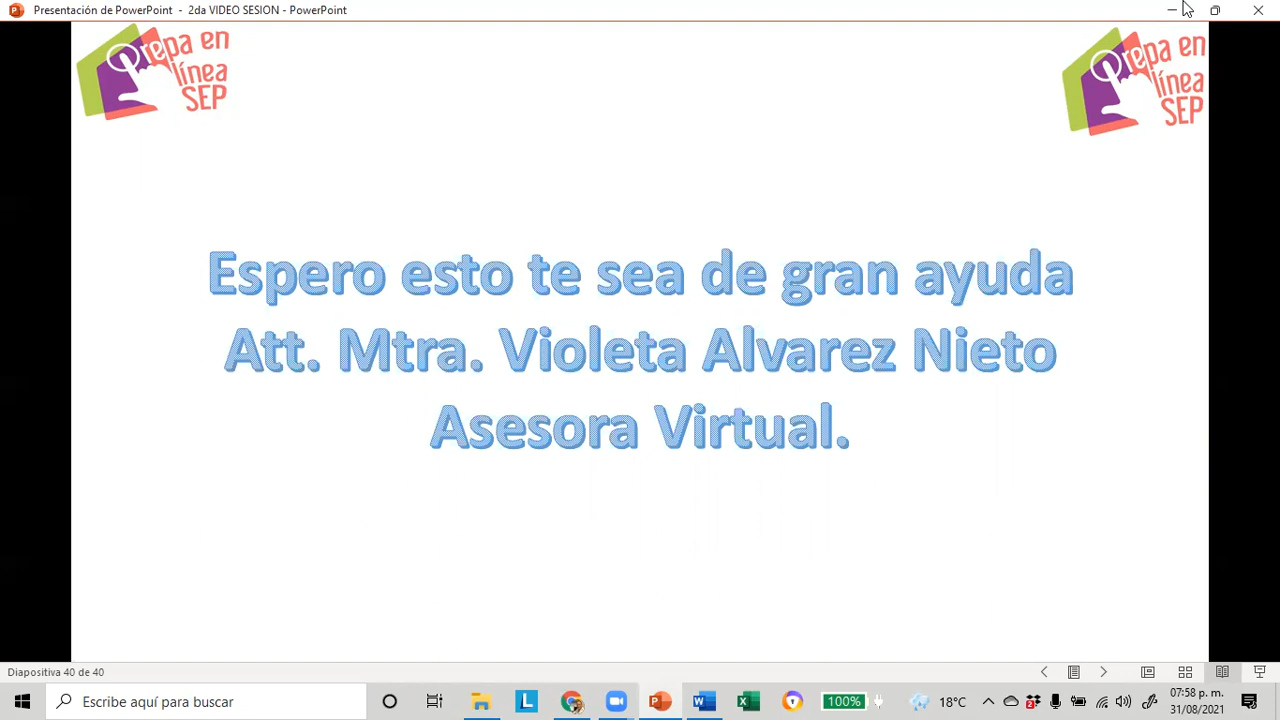 Presentación de PowerPoint - 2da VIDEO SESION - PowerPoint
Prepa en
línea
SEP
Prepa en
línea
SEP
Espero esto te sea de gran ayuda
Att. Mtra. Violeta Alvarez Nieto
Asesora Virtual.
Diapositiva 40 de 40
Escribe aquí para buscar
100%
18°C
07:58 p. m.
31/08/2021